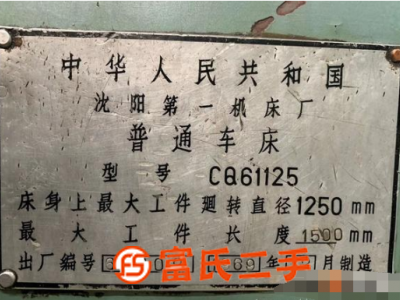 中华人民共和国
沈阳第一机床厂
普通车床
型号 CQ61125
床身上最大工件廻转直径1250mm
最大工件长度1500mm
出厂编号 69年 月制造
富氏二手